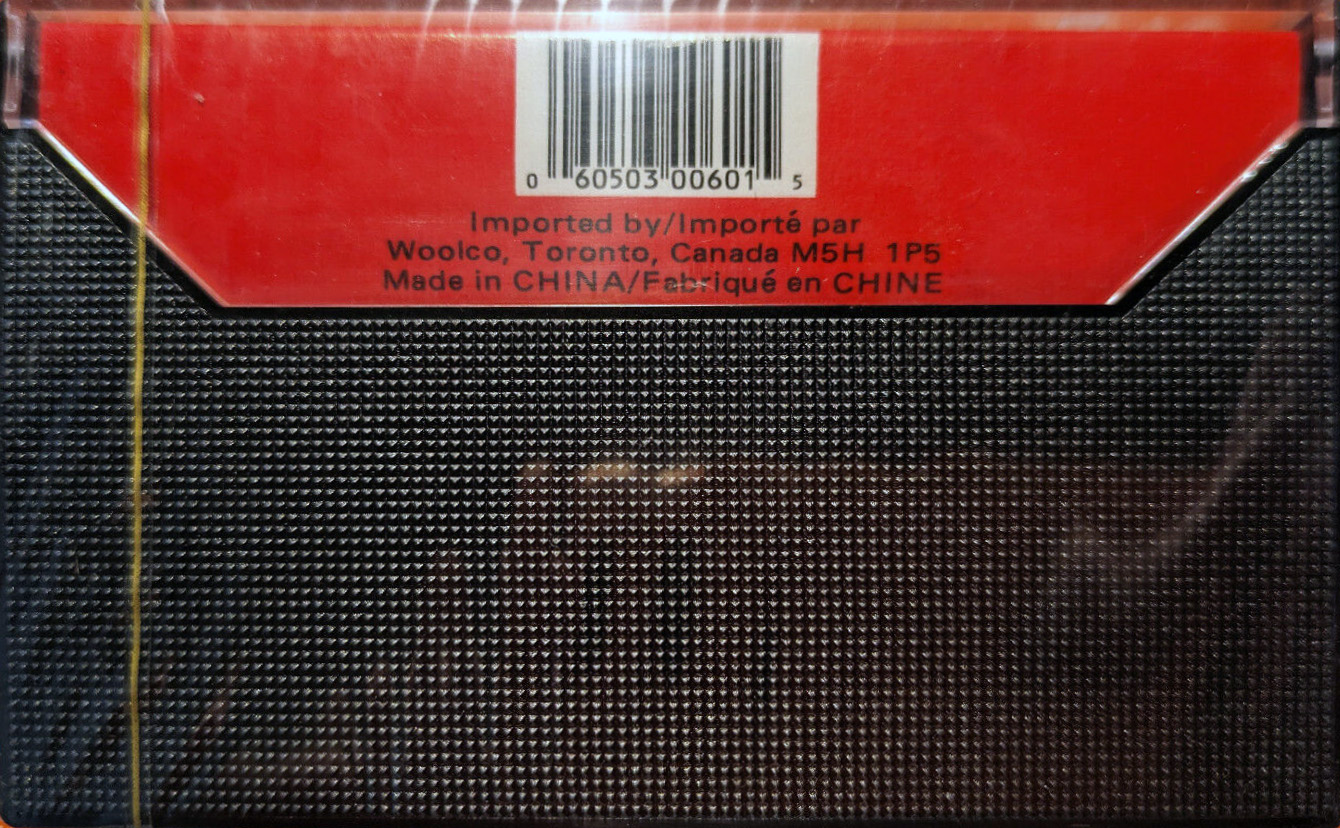 0 60503 00601 5
Imported by/Importé par
Woolco, Toronto, Canada M5H 1P5
Made in CHINA/Fabriqué en CHINE